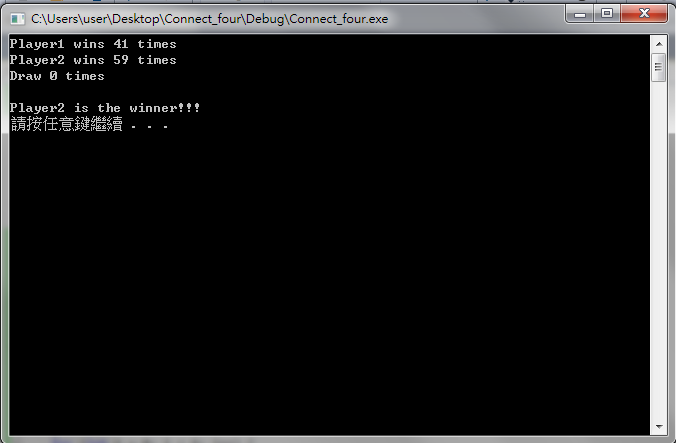 C:\Users\user\Desktop\Connect_four\Debug\Connect_four.exe
Player1 wins 41 times
Player2 wins 59 times
Draw 0 times
Player2 is the winner!!!
請按任意鍵繼續 . . .